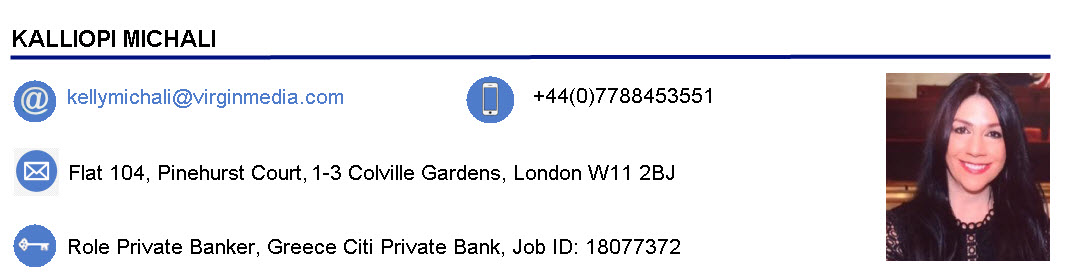 KALLIOPI MICHALI
@ kellymichali@virginmedia.com +44(0)7788453551
Flat 104, Pinehurst Court, 1-3 Colville Gardens, London W11 2BJ
Role Private Banker, Greece Citi Private Bank, Job ID: 18077372